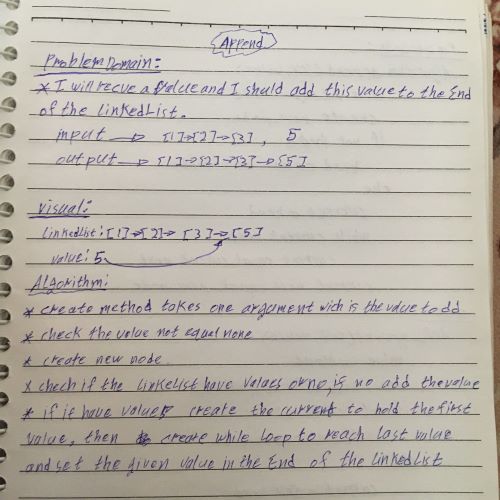 Append
Problem Domain:
* I will recive a value and I shuld add this value to the End
of the LinkedList.
input → [1]→[2]→[3], 5
output → [1]→[2]→[3]→[5]
Visual:
LinkedList: [1]→[2]→ [3]→[5]
value: 5
Algorithm:
* create method takes one argument wich is the value to add.
* check the value not equal none
* create new node.
* chech if the LinkeList have values or no, if no add the value
* if it have values create the current to hold the first
value, then create while loop to reach last value
and set the given value in the End of the linkedList